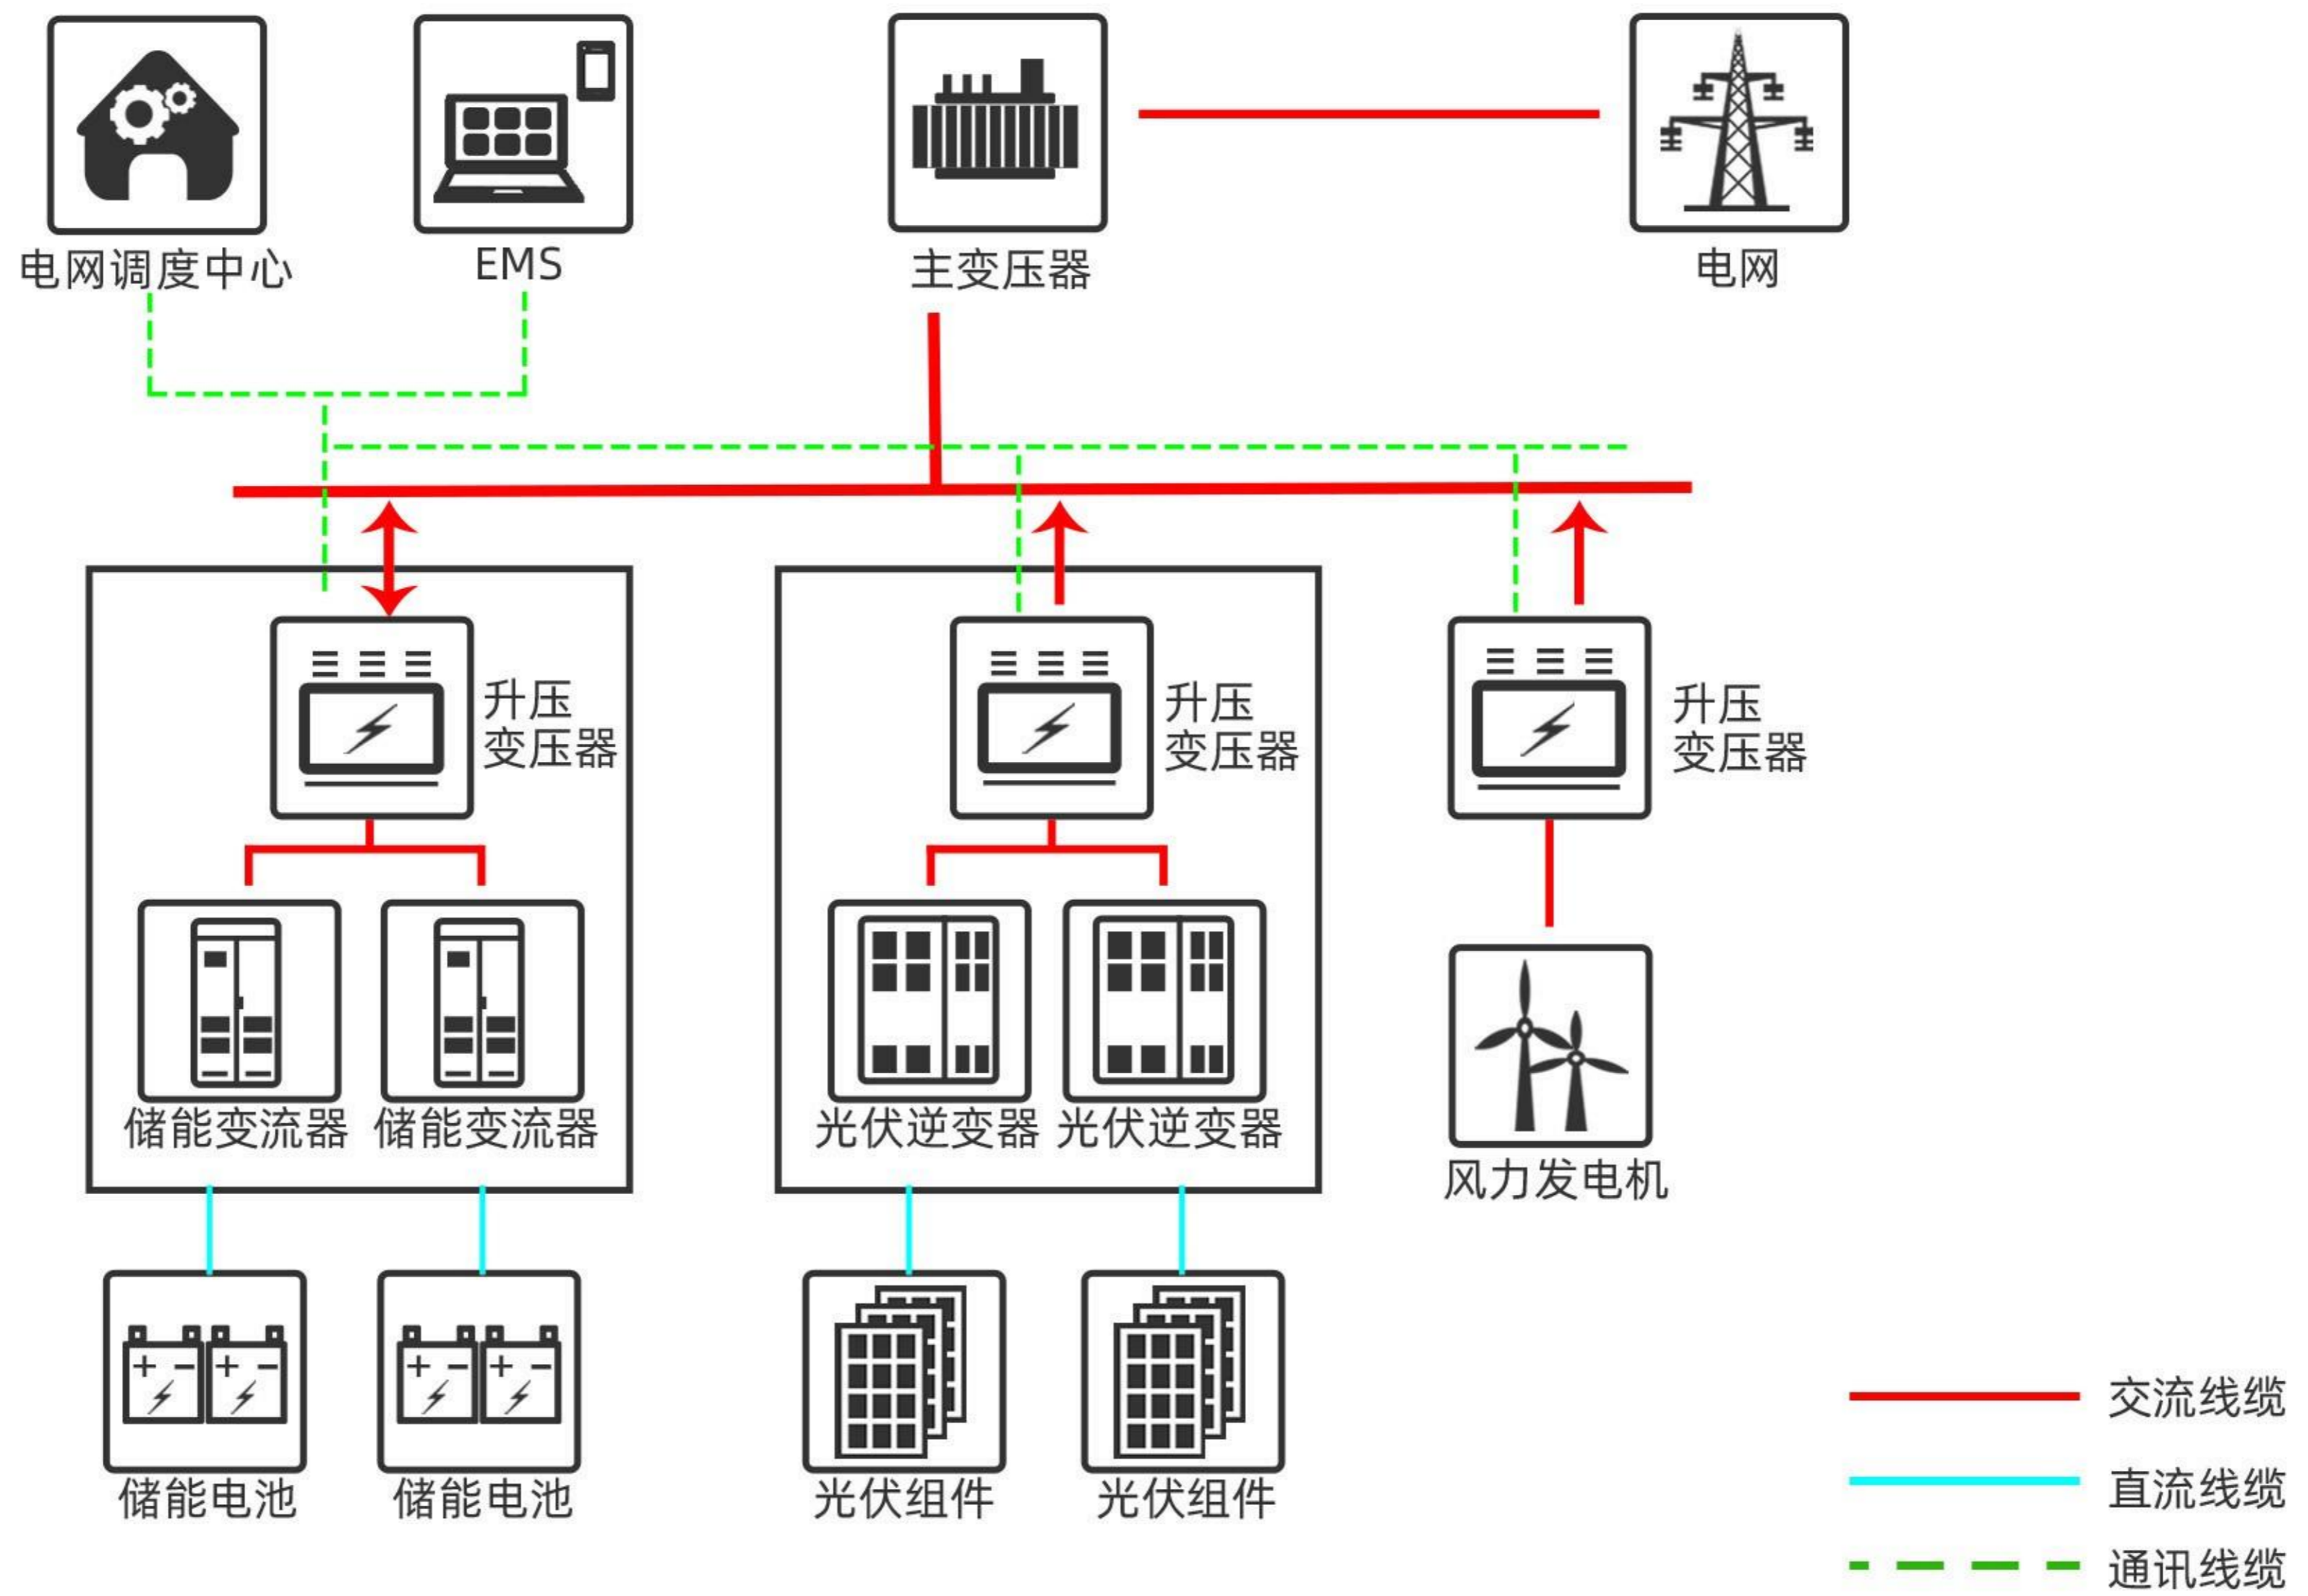 电网调度中心
EMS
主变压器
电网
升压
变压器
升压
变压器
升压
变压器
储能变流器
储能变流器
光伏逆变器
光伏逆变器
风力发电机
储能电池
储能电池
光伏组件
光伏组件
交流线缆
直流线缆
通讯线缆